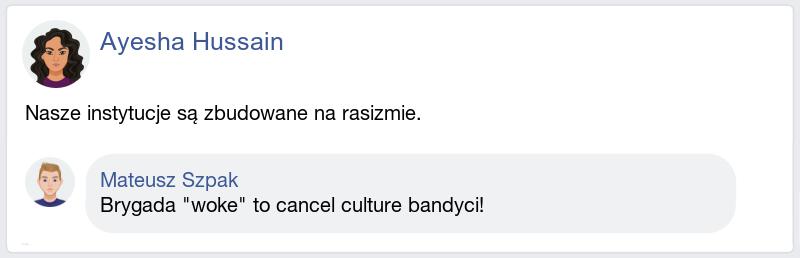 Ayesha Hussain
Nasze instytucje są zbudowane na rasizmie.
Mateusz Szpak
Brygada "woke" to cancel culture bandyci!